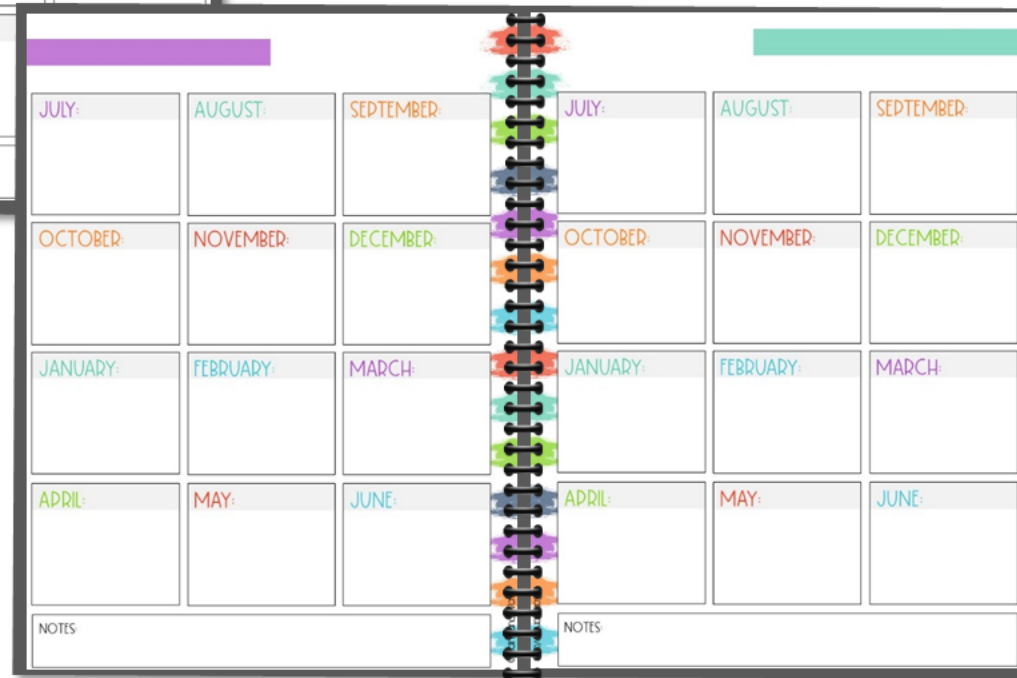 JULY:
AUGUST:
SEPTEMBER:
OCTOBER:
NOVEMBER:
DECEMBER:
JANUARY:
FEBRUARY:
MARCH:
APRIL:
MAY:
JUNE:
NOTES:
JULY:
AUGUST:
SEPTEMBER:
OCTOBER:
NOVEMBER:
DECEMBER:
JANUARY:
FEBRUARY:
MARCH:
APRIL:
MAY:
JUNE:
NOTES: